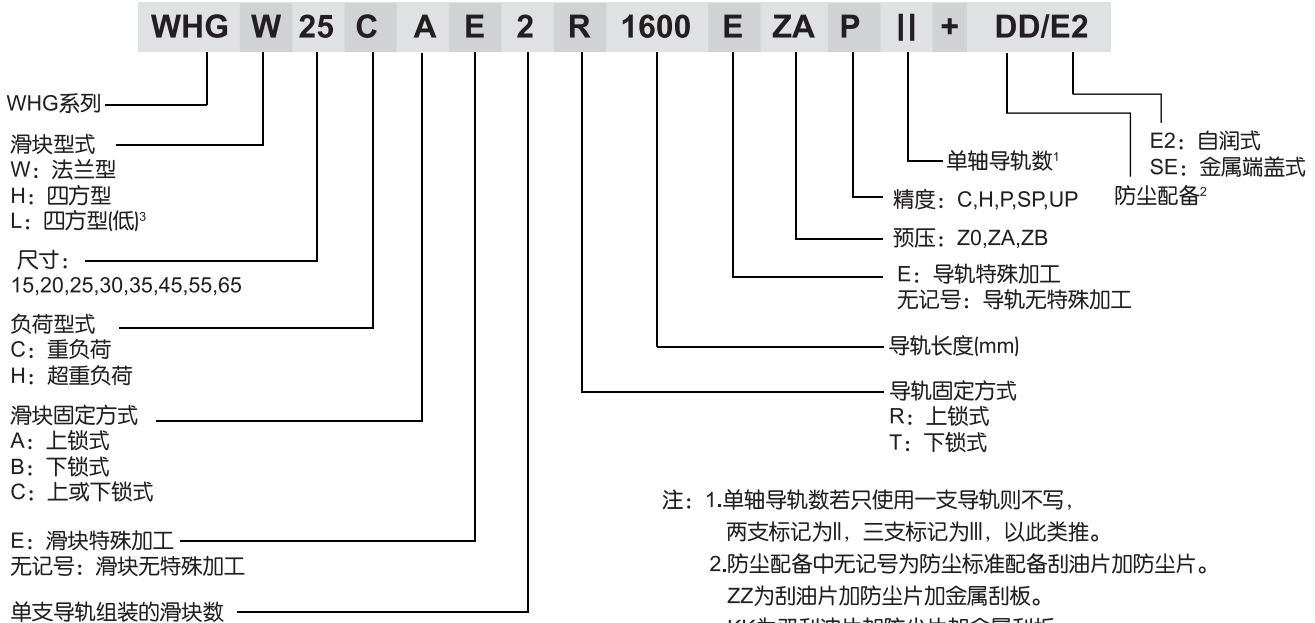 WHG W 25 C A E 2 R 1600 E ZA P II + DD/E2
WHG系列
滑块型式
W：法兰型
H：四方型
L：四方型(低)³
尺寸：
15,20,25,30,35,45,55,65
负荷型式
C：重负荷
H：超重负荷
滑块固定方式
A：上锁式
B：下锁式
C：上或下锁式
E：滑块特殊加工
无记号：滑块无特殊加工
单支导轨组装的滑块数
E2：自润式
SE：金属端盖式
防尘配备²
单轴导轨数¹
精度：C,H,P,SP,UP
预压：Z0,ZA,ZB
E：导轨特殊加工
无记号：导轨无特殊加工
导轨长度(mm)
导轨固定方式
R：上锁式
T：下锁式
注：1.单轴导轨数若只使用一支导轨则不写，
两支标记为II，三支标记为III，以此类推。
2.防尘配备中无记号为防尘标准配备刮油片加防尘片。
ZZ为刮油片加防尘片加金属刮板。